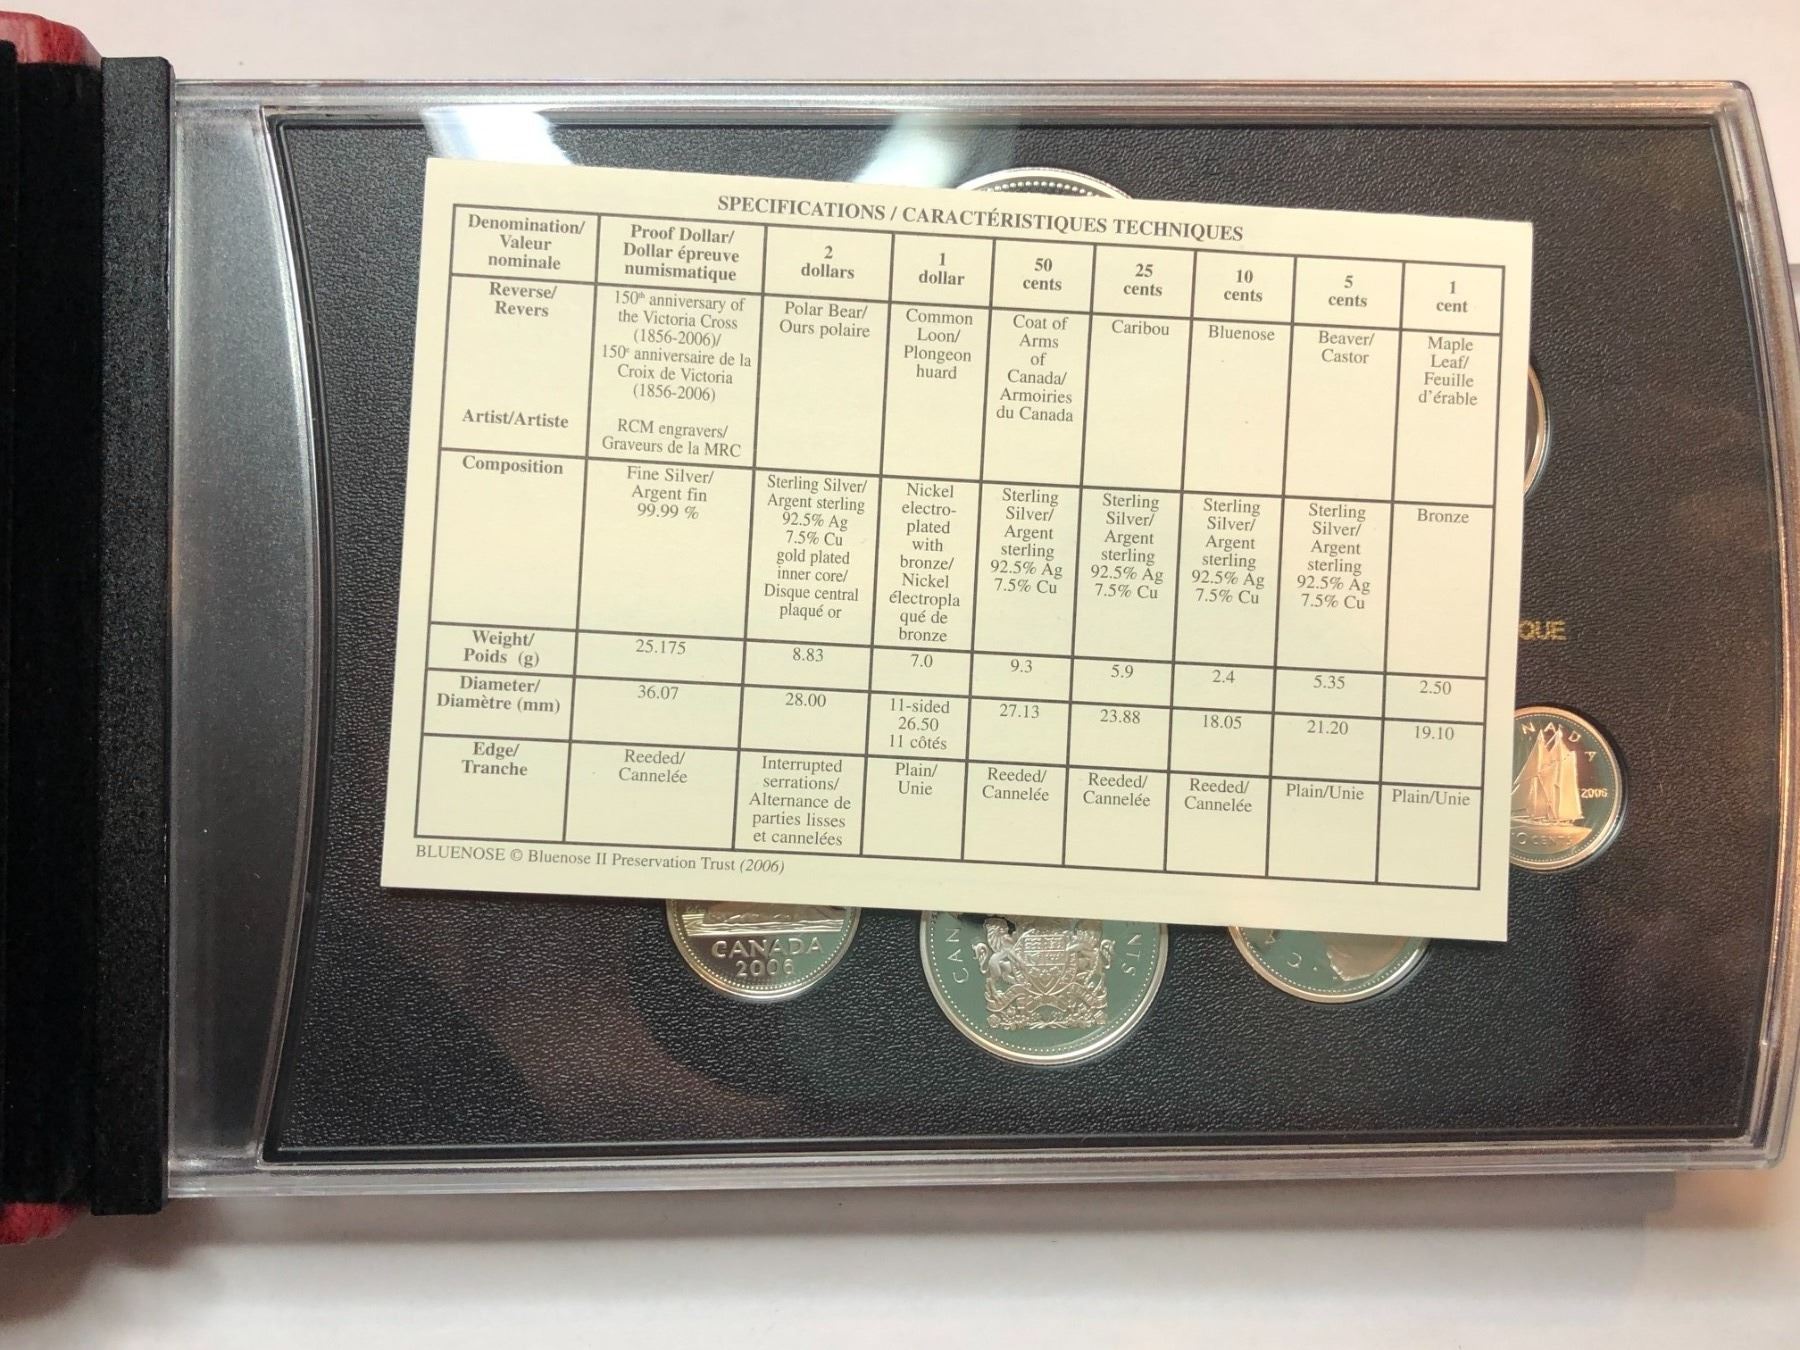 SPECIFICATIONS / CARACTÉRISTIQUES TECHNIQUES
Denomination/
Valeur
nominale
Proof Dollar/
Dollar épreuve
numismatique
2
dollars
1
dollar
50
cents
25
cents
10
cents
5
cents
1
cent
Reverse/
Revers
Artist/Artiste
150th anniversary of
the Victoria Cross
(1856-2006)/
150e anniversaire de la
Croix de Victoria
(1856-2006)
RCM engravers/
Graveurs de la MRC
Polar Bear/
Ours polaire
Common
Loon/
Plongeon
huard
Coat of
Arms
of
Canada/
Armoiries
du Canada
Caribou
Bluenose
Beaver/
Castor
Maple
Leaf/
Feuille
d'érable
Composition
Fine Silver/
Argent fin
99.99 %
Sterling Silver/
Argent sterling
92.5% Ag
7.5% Cu
gold plated
inner core/
Disque central
plaqué or
Nickel
electro-
plated
with
bronze/
Nickel
électropla
qué de
bronze
Sterling
Silver/
Argent
sterling
92.5% Ag
7.5% Cu
Sterling
Silver/
Argent
sterling
92.5% Ag
7.5% Cu
Sterling
Silver/
Argent
sterling
92.5% Ag
7.5% Cu
Sterling
Silver/
Argent
sterling
92.5% Ag
7.5% Cu
Bronze
Weight/
Poids (g)
25.175
8.83
7.0
9.3
5.9
2.4
5.35
2.50
Diameter/
Diamètre (mm)
36.07
28.00
11-sided
26.50
11 côtés
27.13
23.88
18.05
21.20
19.10
Edge/
Tranche
Reeded/
Cannelée
Interrupted
serrations/
Alternance de
parties lisses
et cannelées
Plain/
Unie
Reeded/
Cannelée
Reeded/
Cannelée
Reeded/
Cannelée
Plain/Unie
Plain/Unie
BLUENOSE © Bluenose II Preservation Trust (2006)
QUE
NADA
2006
0 CENT
CANADA
2006
CAN
NTS